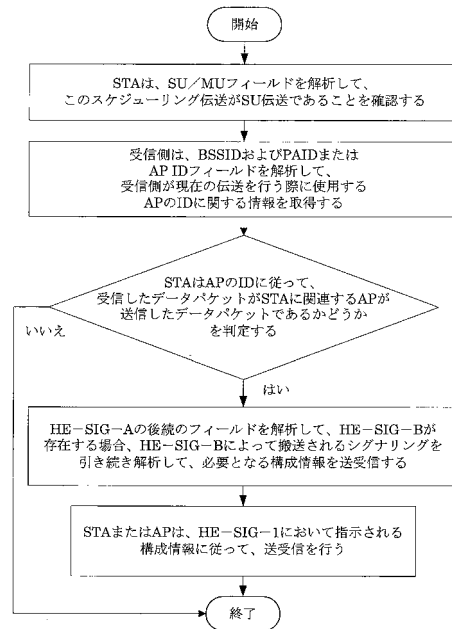 開始
STAは、SU/MUフィールドを解析して、
このスケジューリング伝送がSU伝送であることを確認する
受信側は、BSSIDおよびPAIDまたは
AP IDフィールドを解析して、
受信側が現在の伝送を行う際に使用する
APのIDに関する情報を取得する
STAはAPのIDに従って、
受信したデータパケットがSTAに関連するAPが
送信したデータパケットであるかどうか
を判定する
いいえ
はい
HE-SIG-Aの後続のフィールドを解析して、HE-SIG-Bが
存在する場合、HE-SIG-Bによって搬送されるシグナリングを
引き続き解析して、必要となる構成情報を送受信する
STAまたはAPは、HE-SIG-1において指示される
構成情報に従って、送受信を行う
終了